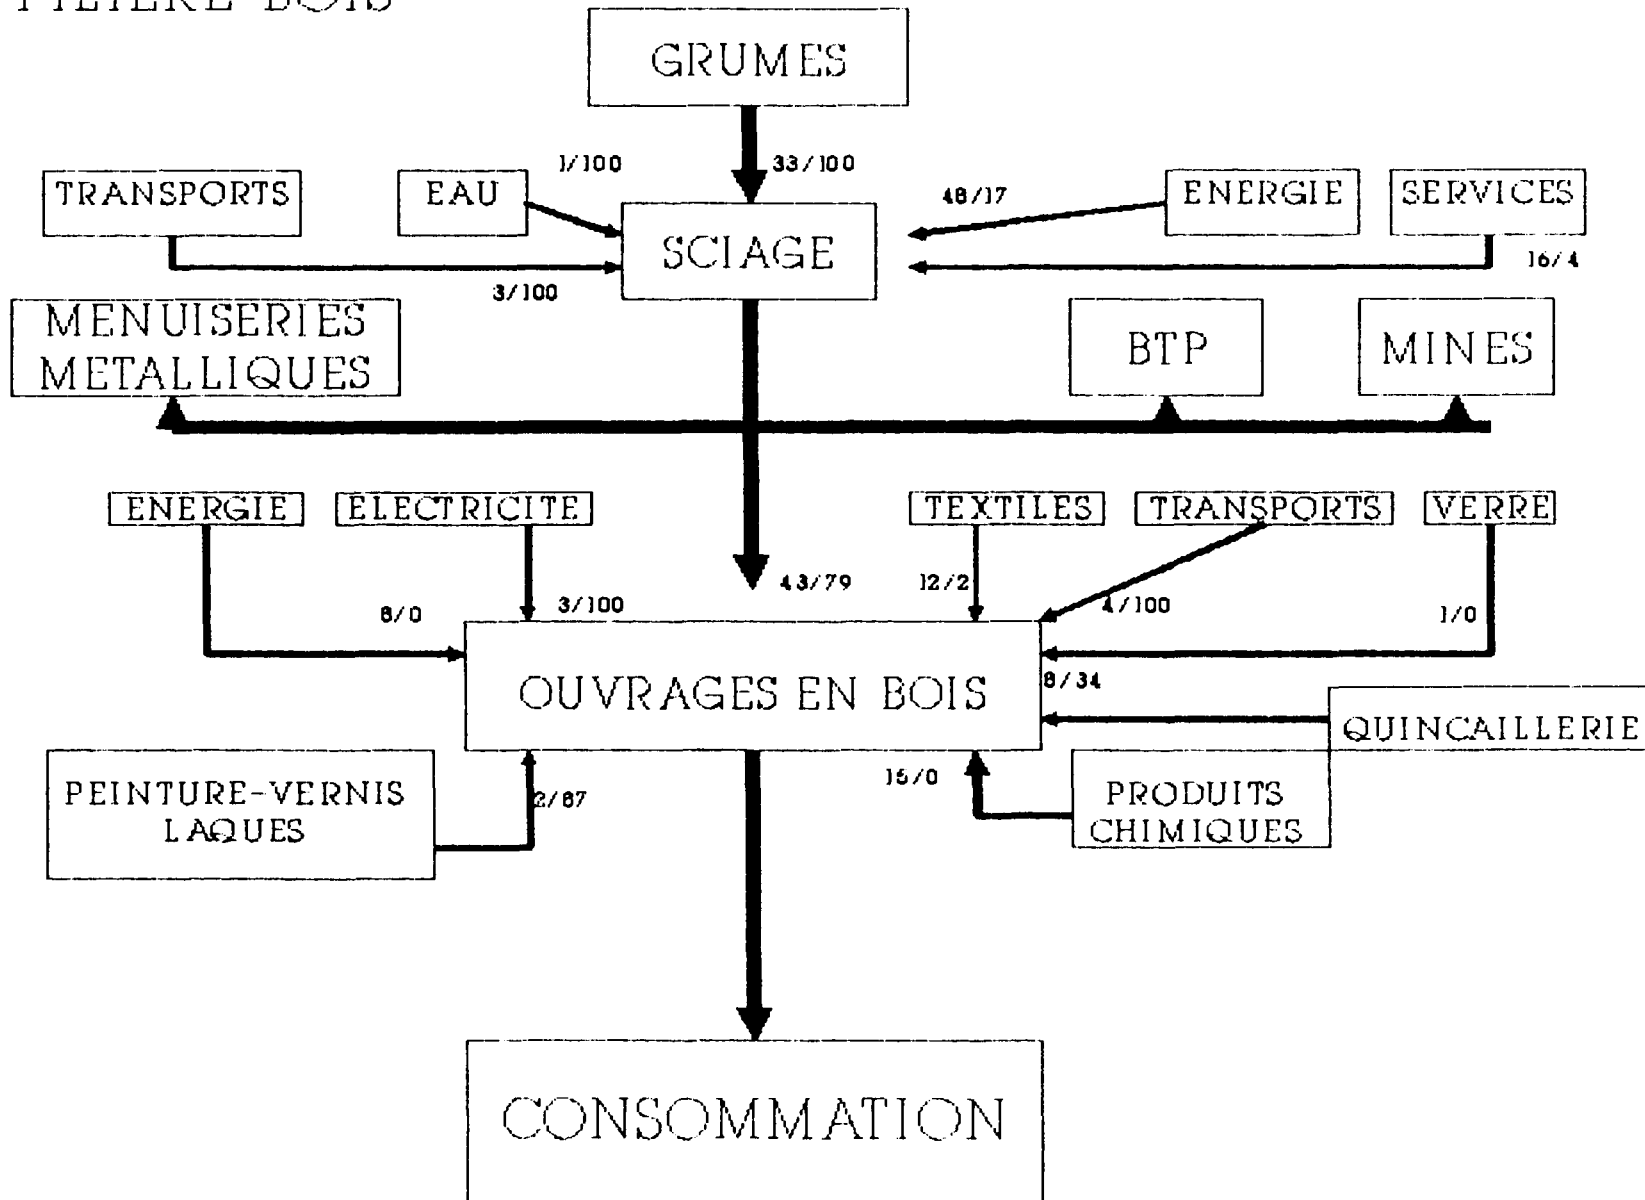 FILIERE BOIS
GRUMES
1/100
33/100
TRANSPORTS
EAU
48/17
ENERGIE
SERVICES
SCIAGE
3/100
16/4
MENUISERIES
METALLIQUES
BTP
MINES
ENERGIE
ELECTRICITE
TEXTILES
TRANSPORTS
VERRE
8/0
3/100
43/79
12/2
4/100
1/0
OUVRAGES EN BOIS
8/34
QUINCAILLERIE
PEINTURE-VERNIS
LAQUES
2/87
15/0
PRODUITS
CHIMIQUES
CONSOMMATION